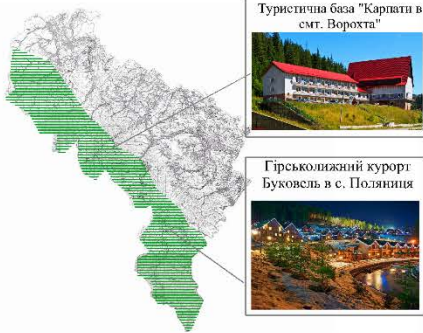 Туристична база "Карпати в
смт. Ворохта"
Гірськолижний курорт
Буковель в с. Поляниця